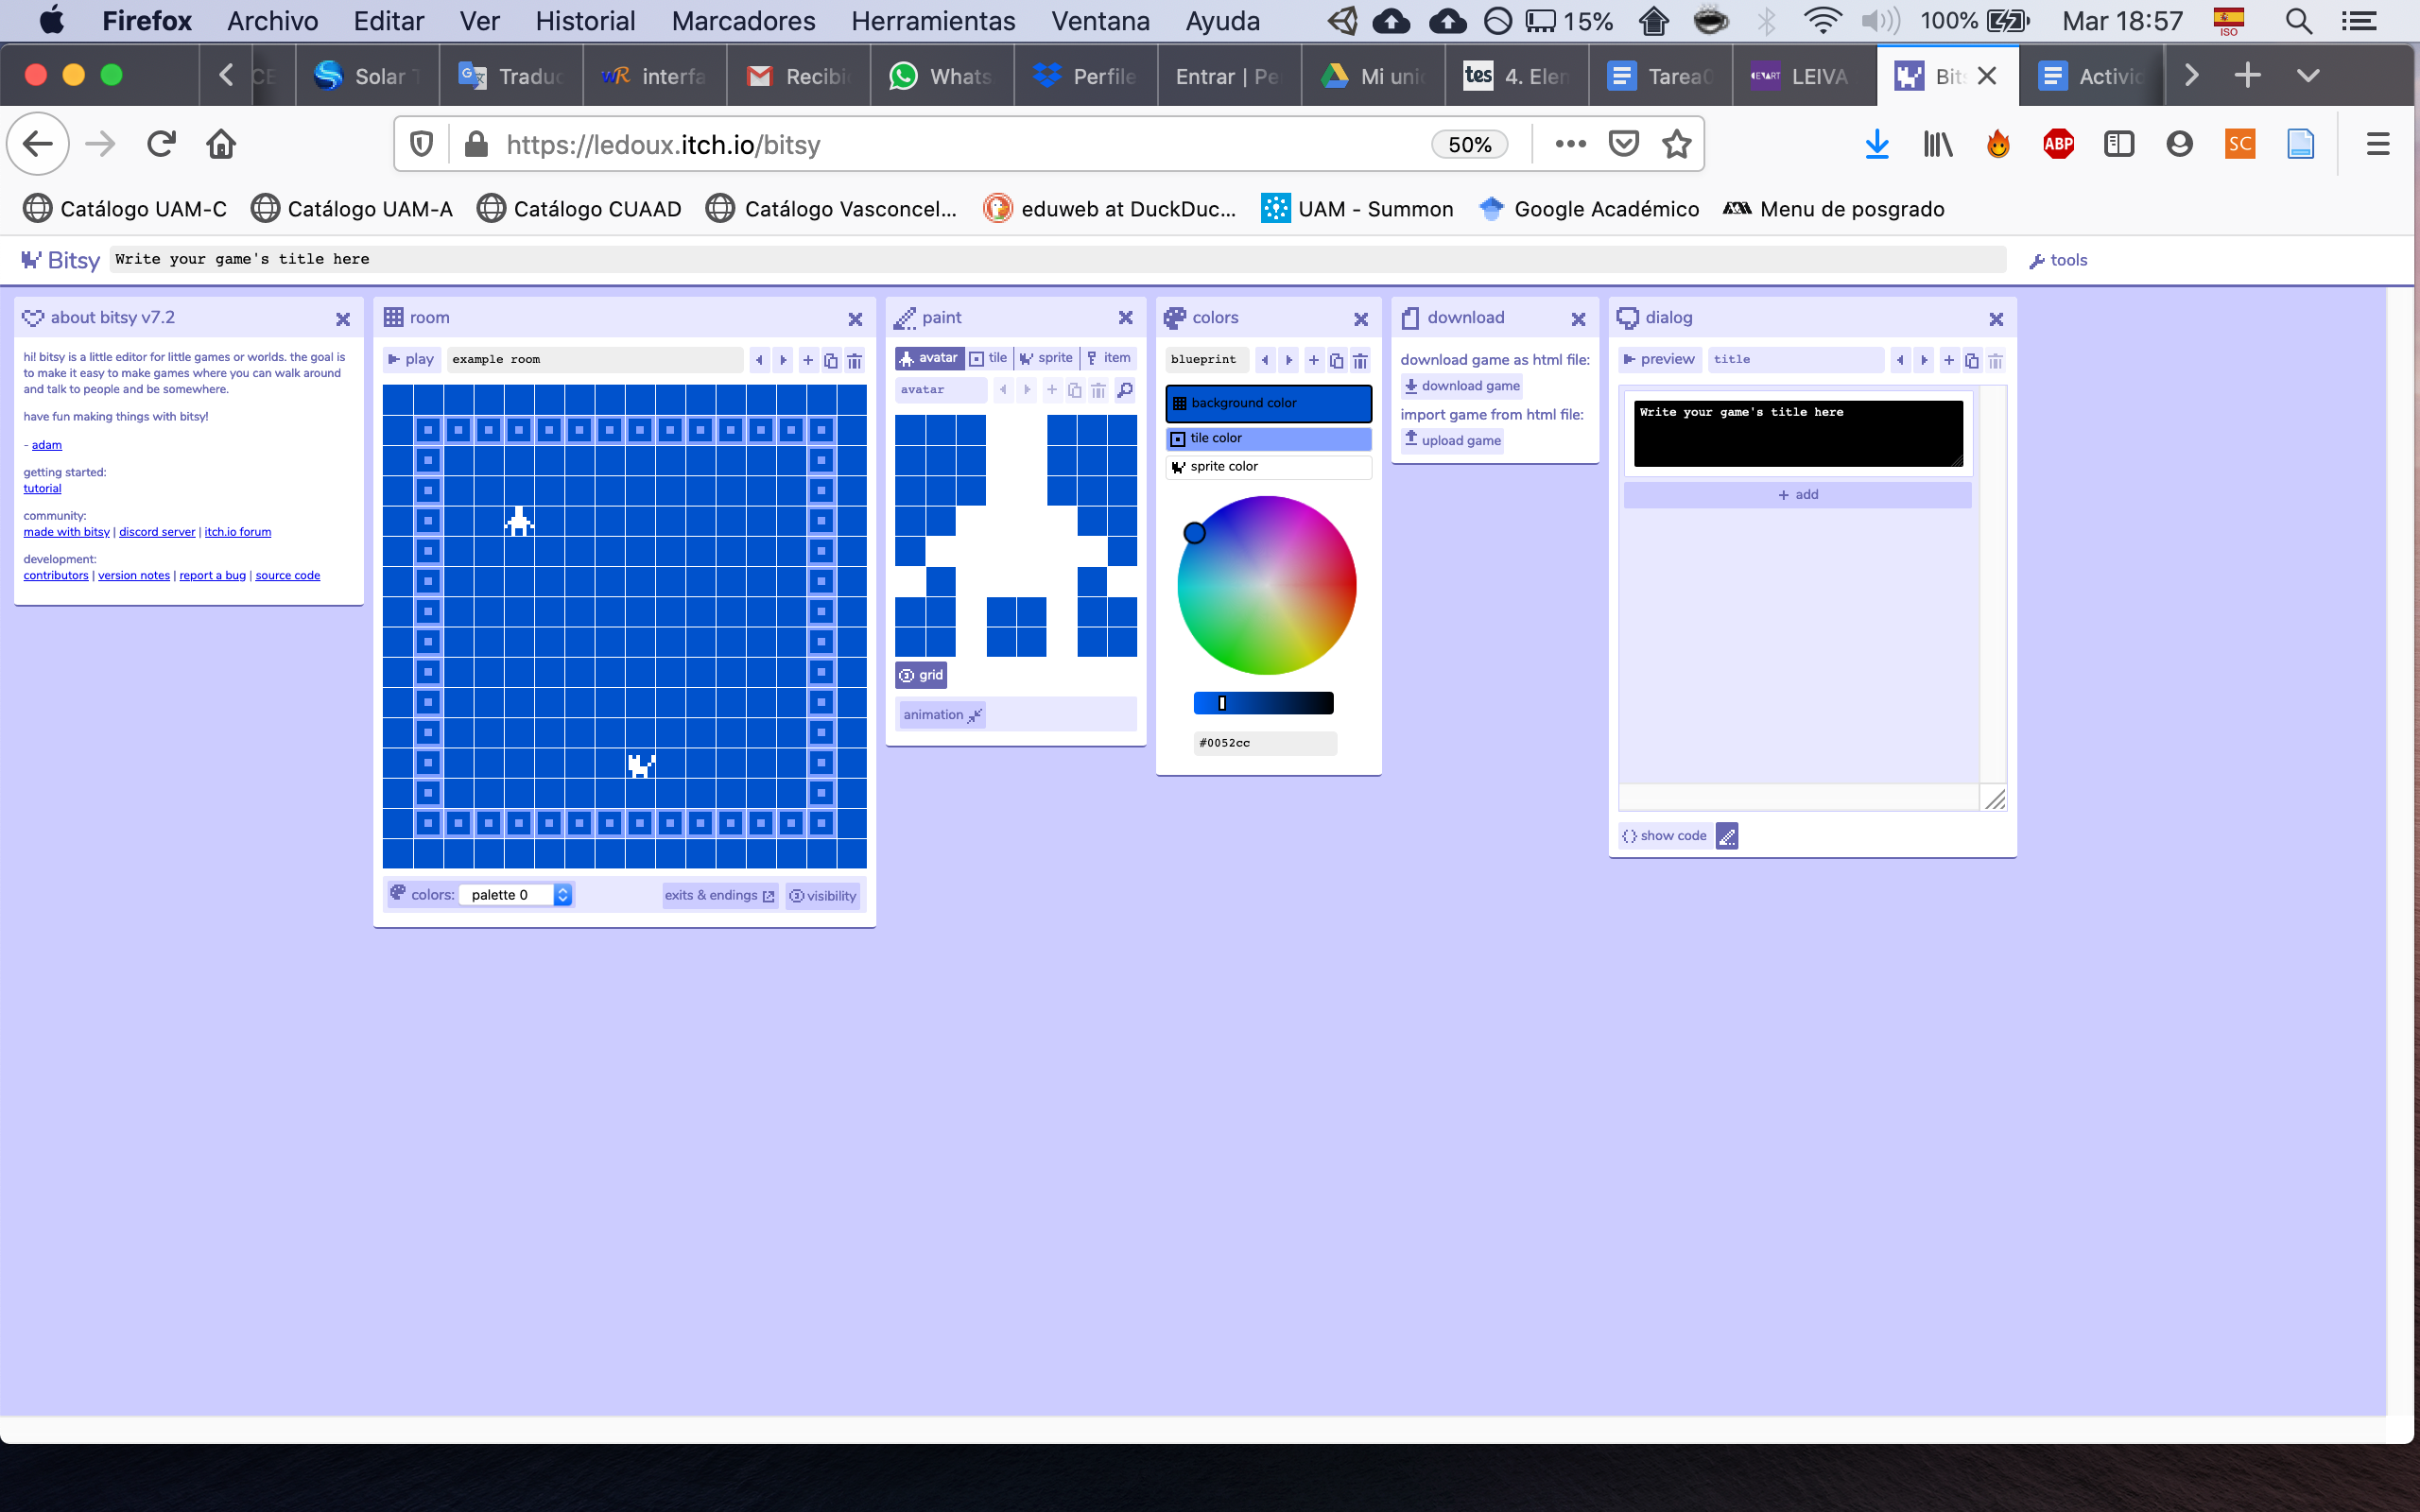 Firefox Archivo Editar Ver Historial Marcadores Herramientas Ventana Ayuda 15% 100% Mar 18:57 ISO
CE Solar T Traduc interfa Recibi Whats Perfile Entrar | Pe Mi uni tes 4. Elen Tarea0 LEIVA Bit Activic
https://ledoux.itch.io/bitsy 50% ABP SC
Catálogo UAM-C Catálogo UAM-A Catálogo CUAAD Catálogo Vasconcel... eduweb at DuckDuc... UAM - Summon Google Académico Menu de posgrado
Bitsy Write your game's title here tools
about bitsy v7.2
hi! bitsy is a little editor for little games or worlds. the goal is
to make it easy to make games where you can walk around
and talk to people and be somewhere.
have fun making things with bitsy!
- adam
getting started:
tutorial
community:
made with bitsy | discord server | itch.io forum
development:
contributors | version notes | report a bug | source code
room
play example room
colors: palette 0 exits & endings visibility
paint
avatar tile sprite item
avatar
grid
animation
colors
blueprint
background color
tile color
sprite color
#0052cc
download
download game as html file:
download game
import game from html file:
upload game
dialog
preview title
Write your game's title here
+ add
show code